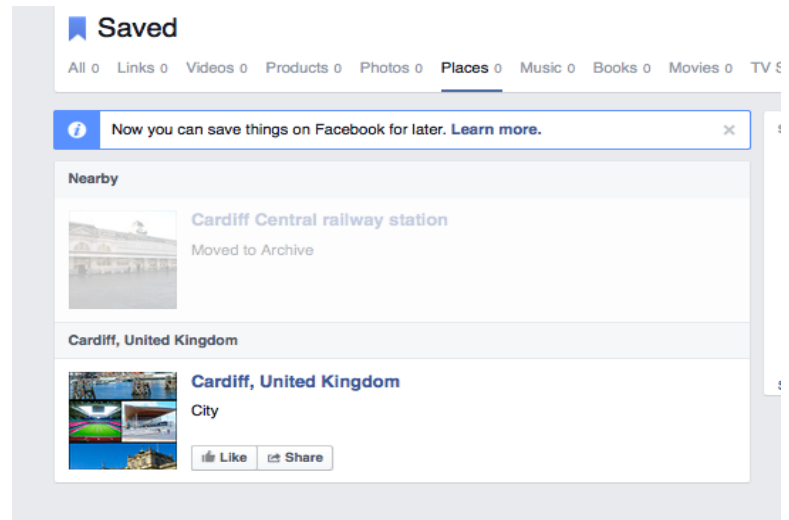 Saved
All 0 Links 0 Videos 0 Products 0 Photos 0 Places 0 Music 0 Books 0 Movies 0 TV
Now you can save things on Facebook for later. Learn more.
Nearby
Cardiff Central railway station
Moved to Archive
Cardiff, United Kingdom
Cardiff, United Kingdom
City
Like Share